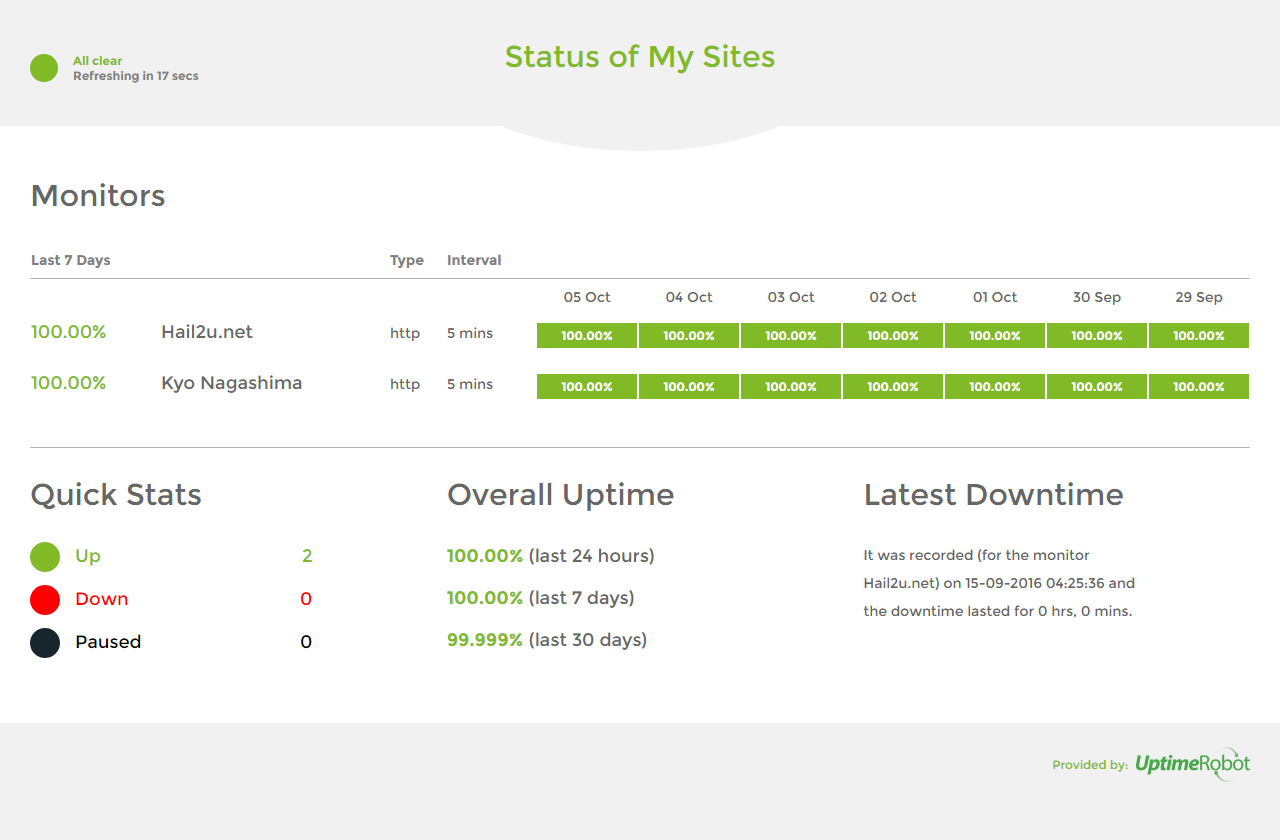 All clear
Refreshing in 17 secs
Status of My Sites
Monitors
Last 7 Days Type Interval
05 Oct 04 Oct 03 Oct 02 Oct 01 Oct 30 Sep 29 Sep
100.00% Hail2u.net http 5 mins 100.00% 100.00% 100.00% 100.00% 100.00% 100.00% 100.00%
100.00% Kyo Nagashima http 5 mins 100.00% 100.00% 100.00% 100.00% 100.00% 100.00% 100.00%
Quick Stats
Up 2
Down 0
Paused 0
Overall Uptime
100.00% (last 24 hours)
100.00% (last 7 days)
99.999% (last 30 days)
Latest Downtime
It was recorded (for the monitor
Hail2u.net) on 15-09-2016 04:25:36 and
the downtime lasted for 0 hrs, 0 mins.
Provided by: UptimeRobot